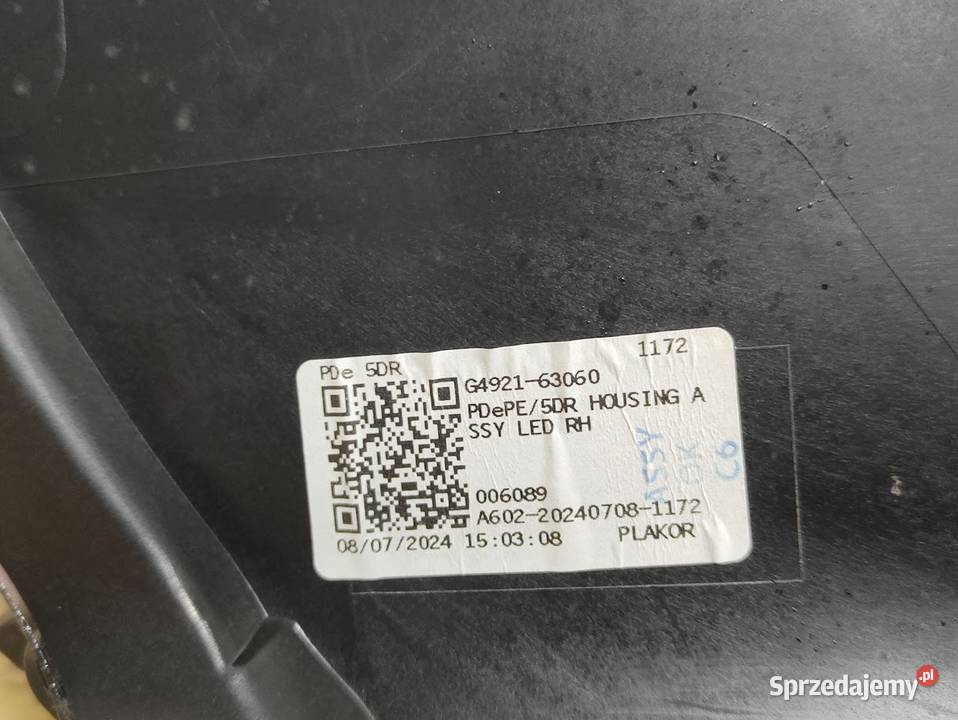 PDe 5DR
1172
G4921-63060
PDePE/5DR HOUSING A
SSY LED RH
ASSY
OK
C6
006089
A602-20240708-1172
08/07/2024 15:03:08
PLAKOR
Sprzedajemy.pl